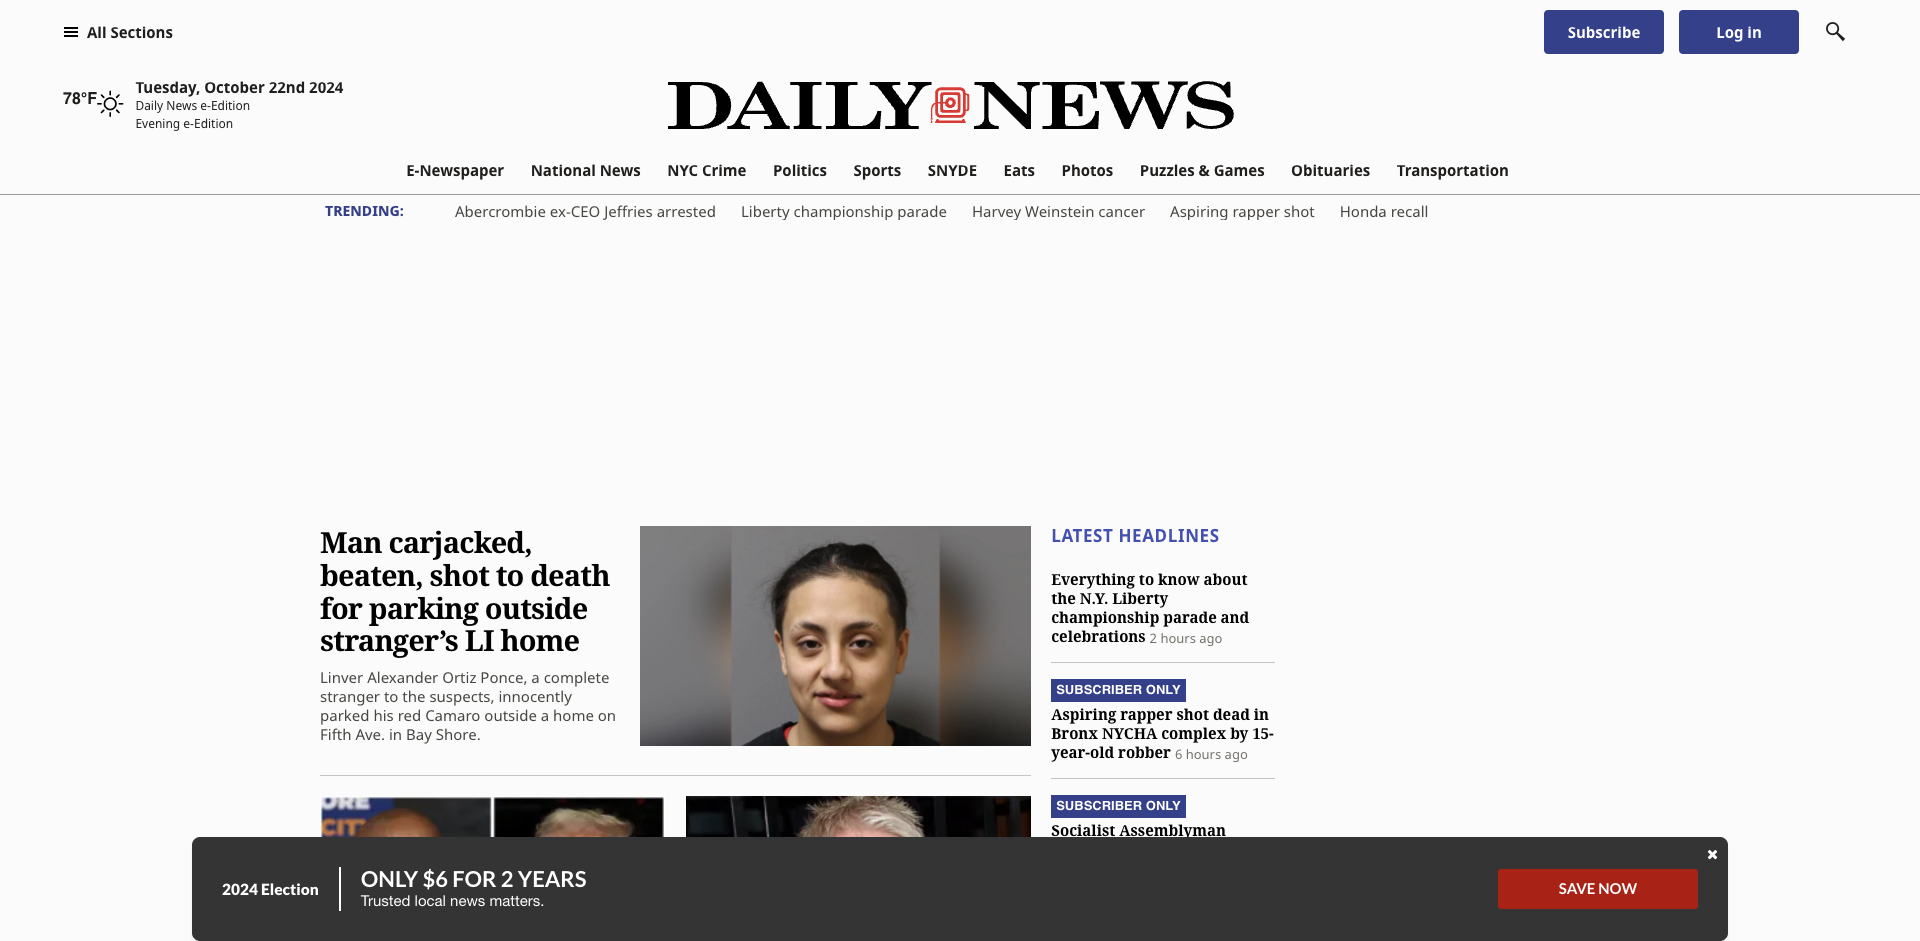 All Sections
Subscribe
Log in
78°F
Tuesday, October 22nd 2024
Daily News e-Edition
Evening e-Edition
DAILY NEWS
E-Newspaper National News NYC Crime Politics Sports SNYDE Eats Photos Puzzles & Games Obituaries Transportation
TRENDING: Abercrombie ex-CEO Jeffries arrested Liberty championship parade Harvey Weinstein cancer Aspiring rapper shot Honda recall
Man carjacked,
beaten, shot to death
for parking outside
stranger’s LI home
Linver Alexander Ortiz Ponce, a complete
stranger to the suspects, innocently
parked his red Camaro outside a home on
Fifth Ave. in Bay Shore.
LATEST HEADLINES
Everything to know about
the N.Y. Liberty
championship parade and
celebrations 2 hours ago
SUBSCRIBER ONLY
Aspiring rapper shot dead in
Bronx NYCHA complex by 15-
year-old robber 6 hours ago
SUBSCRIBER ONLY
Socialist Assemblyman
2024 Election
ONLY $6 FOR 2 YEARS
Trusted local news matters.
SAVE NOW